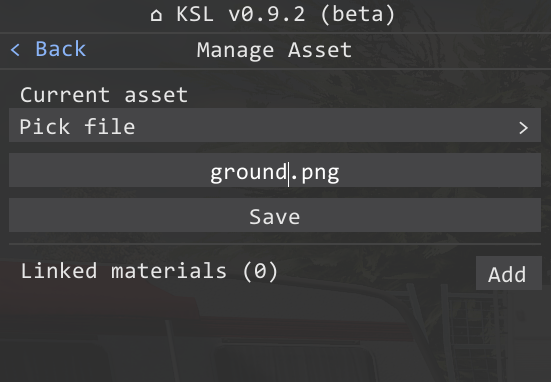 ⌂ KSL v0.9.2 (beta)
< Back Manage Asset
Current asset
Pick file >
ground.png
Save
Linked materials (0) Add